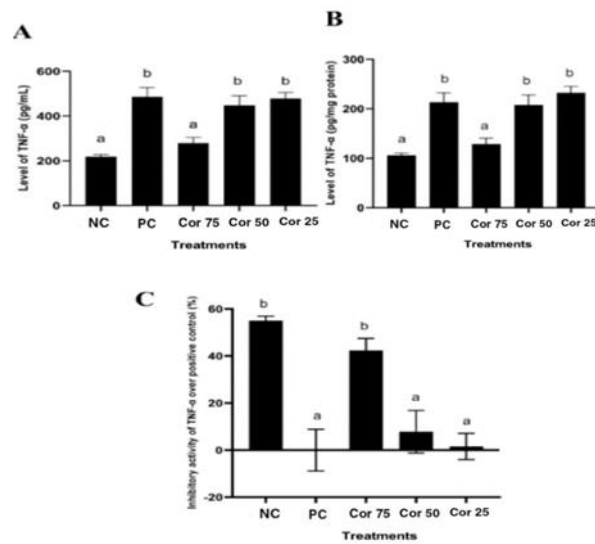 A
Level of TNF-α (pg/mL)
600
400
200
0
a
b
a
b
b
NC PC Cor 75 Cor 50 Cor 25
Treatments
B
Level of TNF-α (pg/mg protein)
300
200
100
0
a
b
a
b
b
NC PC Cor 75 Cor 50 Cor 25
Treatments
C
Inhibitory activity of TNF-α over positive control (%)
60
40
20
0
-20
b
a
b
a
a
NC PC Cor 75 Cor 50 Cor 25
Treatments